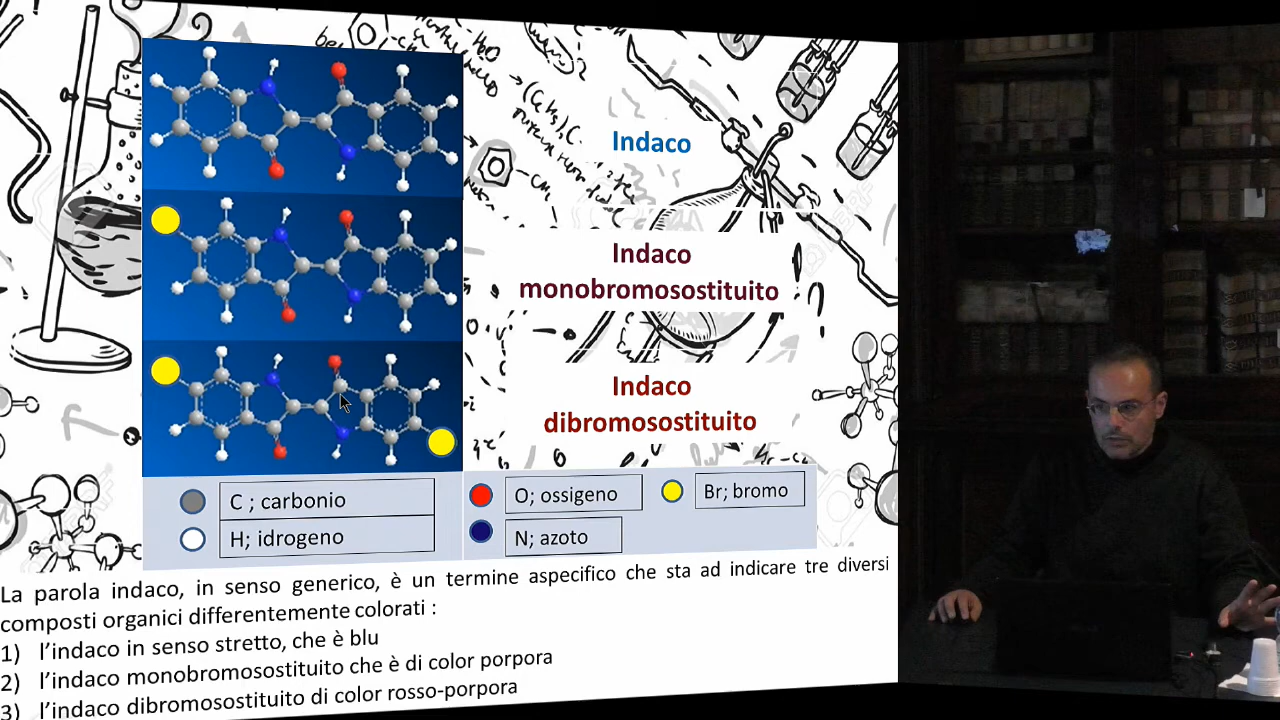 Indaco
Indaco
monobromosostituito
Indaco
dibromosostituito
C ; carbonio
H; idrogeno
O; ossigeno
N; azoto
Br; bromo
La parola indaco, in senso generico, è un termine aspecifico che sta ad indicare tre diversi
composti organici differentemente colorati :
1) l'indaco in senso stretto, che è blu
2) l'indaco monobromosostituito che è di color porpora
3) l'indaco dibromosostituito di color rosso-porpora